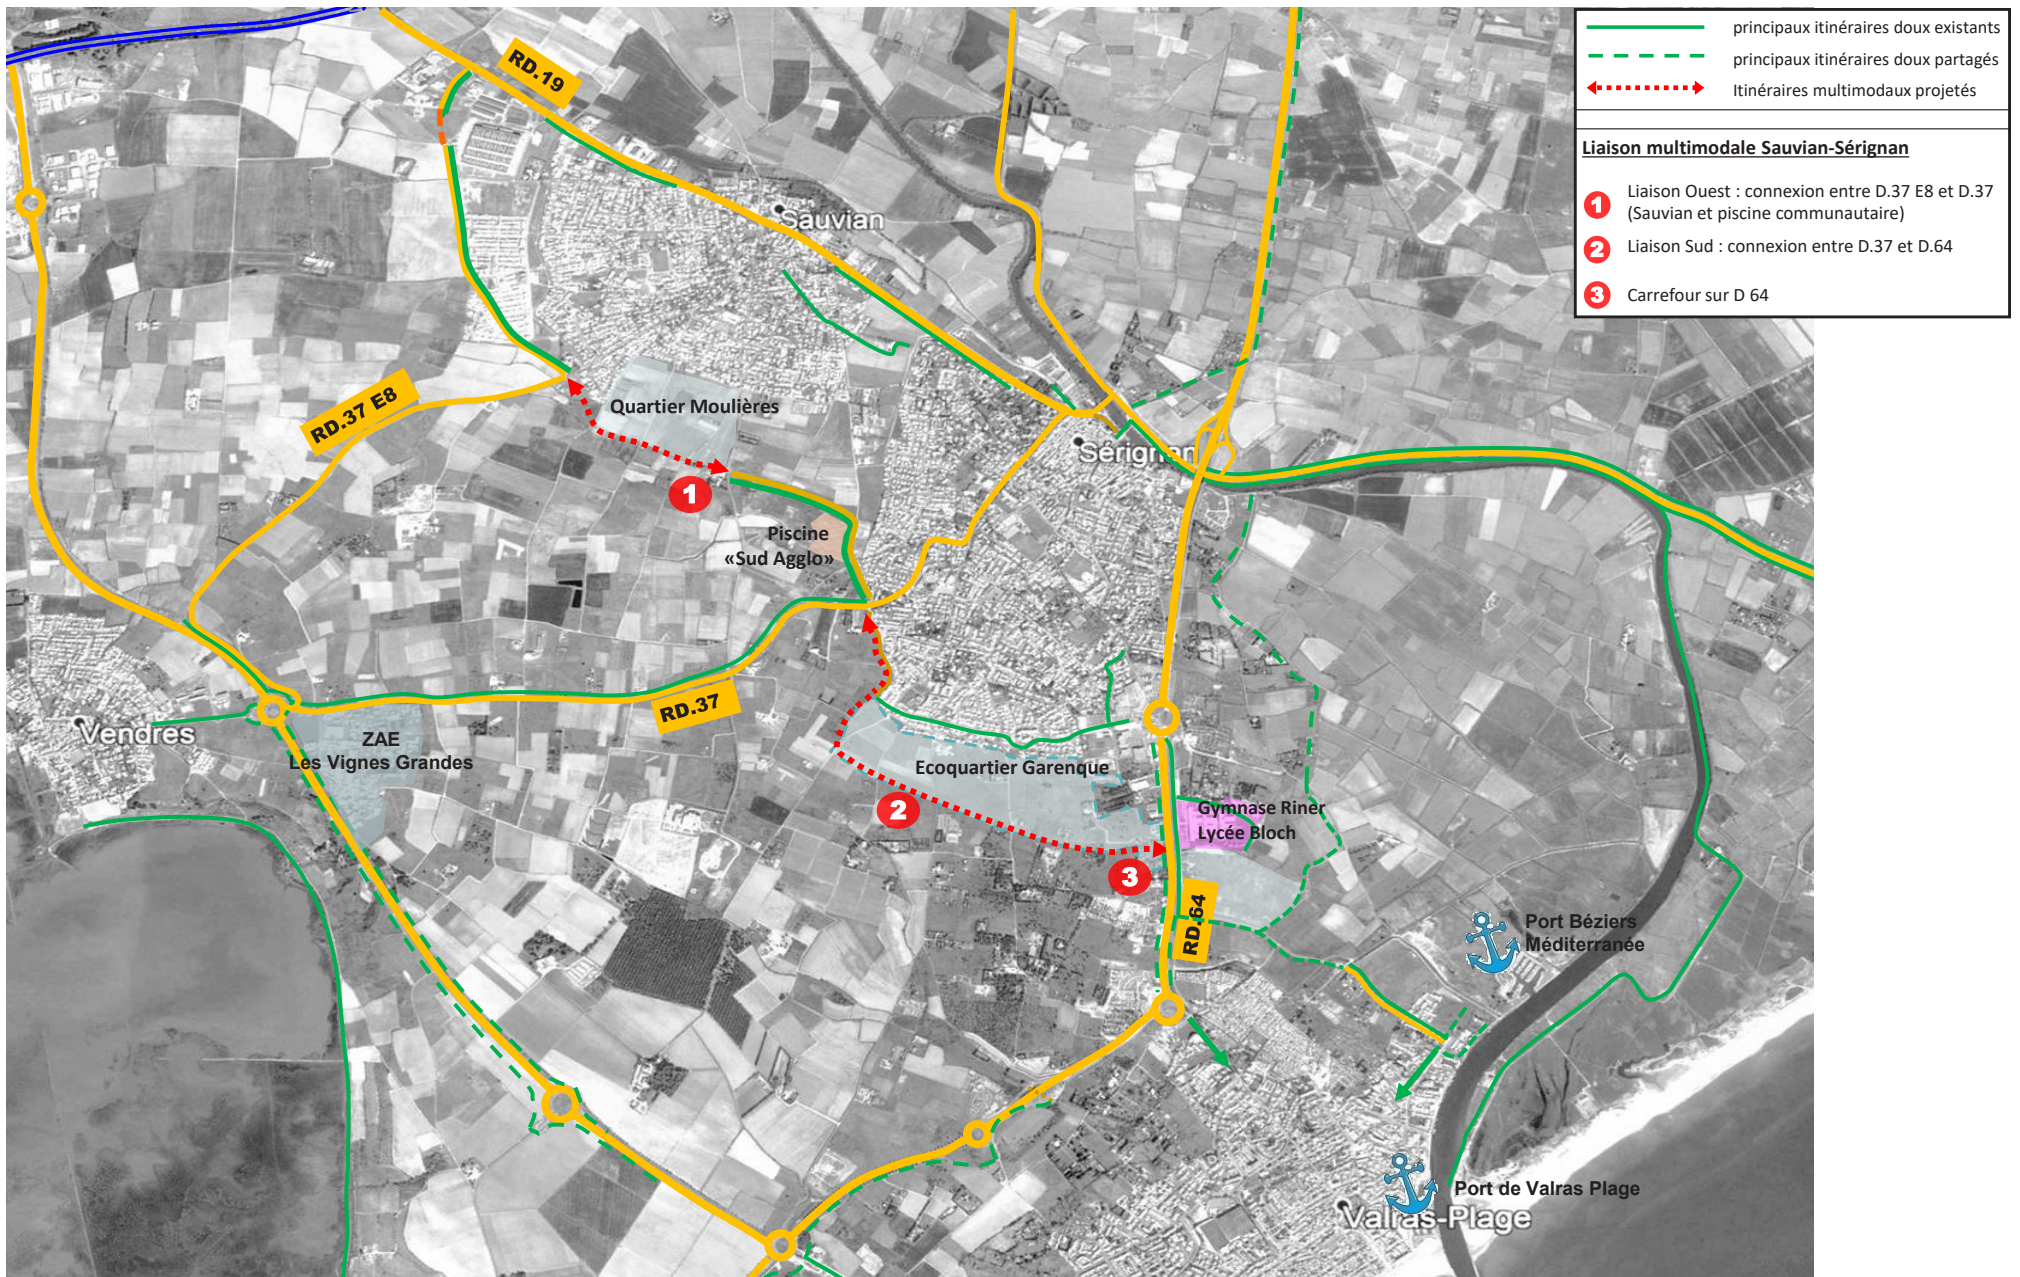 principaux itinéraires doux existants
principaux itinéraires doux partagés
Itinéraires multimodaux projetés
Liaison multimodale Sauvian-Sérignan
1
Liaison Ouest : connexion entre D.37 E8 et D.37
(Sauvian et piscine communautaire)
2
Liaison Sud : connexion entre D.37 et D.64
3
Carrefour sur D 64
RD.19
Sauvian
RD.37 E8
Quartier Moulières
Sérignan
1
Piscine
«Sud Agglo»
RD.37
Vendres
ZAE
Les Vignes Grandes
Ecoquartier Garenque
2
Gymnase Riner
Lycée Bloch
3
RD.64
Port Béziers
Méditerranée
Port de Valras Plage
Valras-Plage